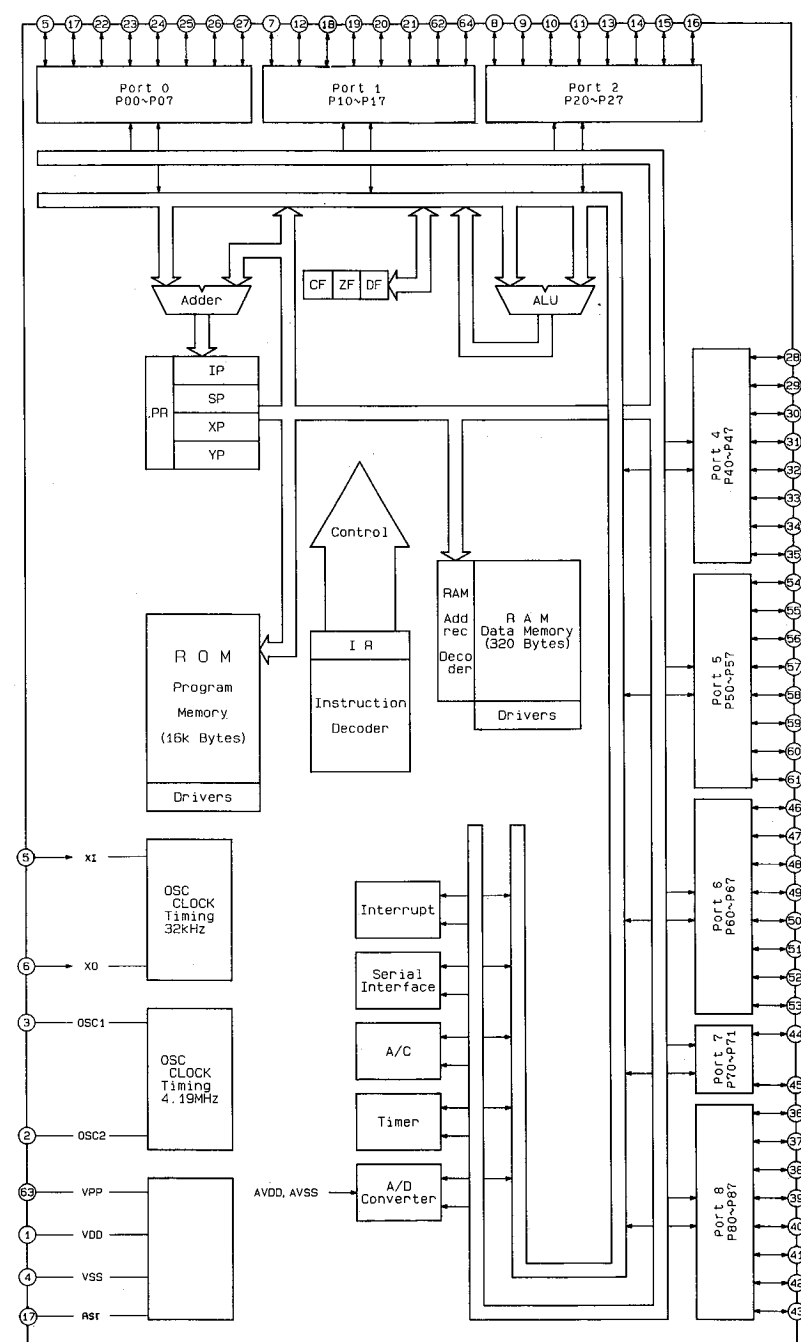 5 17 22 23 24 25 26 27 7 12 18 19 20 21 62 64 8 9 10 11 13 14 15 16
Port 0
P00~P07
Port 1
P10~P17
Port 2
P20~P27
Adder
CF ZF DF
ALU
PR
IP
SP
XP
YP
Control
ROM
Program
Memory
(16k Bytes)
Drivers
IR
Instruction
Decoder
RAM
Add
rec
Deco
der
RAM
Data Memory
(320 Bytes)
Drivers
Port 4
P40~P47
28
29
30
31
32
33
34
35
Port 5
P50~P57
54
55
56
57
58
59
60
61
Port 6
P60~P67
46
47
48
49
50
51
52
53
Port 7
P70~P71
44
45
Port 8
P80~P87
36
37
38
39
40
41
42
43
5 XI
6 XO
OSC
CLOCK
Timing
32kHz
3 OSC1
2 OSC2
OSC
CLOCK
Timing
4.19MHz
63 VPP
1 VDD
4 VSS
17 RST
Interrupt
Serial
Interface
A/C
Timer
AVDD, AVSS
A/D
Converter